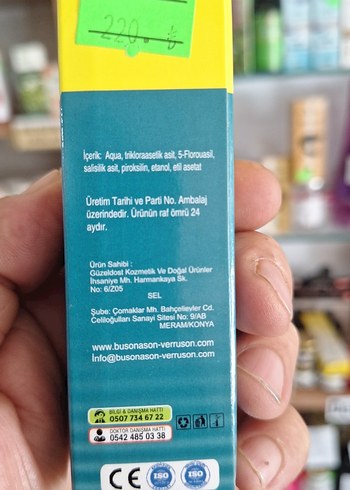 220.- ₺
İçerik: Aqua, trikloraasetik asit, 5-Florouasil,
salisilik asit, piroksilin, etanol, etil asetat
Üretim Tarihi ve Parti No. Ambalaj
üzerindedir. Ürünün raf ömrü 24
aydır.
Ürün Sahibi :
Güzeldost Kozmetik Ve Doğal Ürünler
İhsaniye Mh. Harmankaya Sk.
No: 6/Z05
SEL
Şube: Çomaklar Mh. Bahçelievler Cd.
Celiloğulları Sanayi Sitesi No: 9/AB
MERAM/KONYA
www.busonason-verruson.com
İnfo@busonason-verruson.com
BİLGİ & DANIŞMA HATTI
0507 734 67 22
DOKTOR DANIŞMA HATTI
0542 485 03 38
CE
ISO
ISO